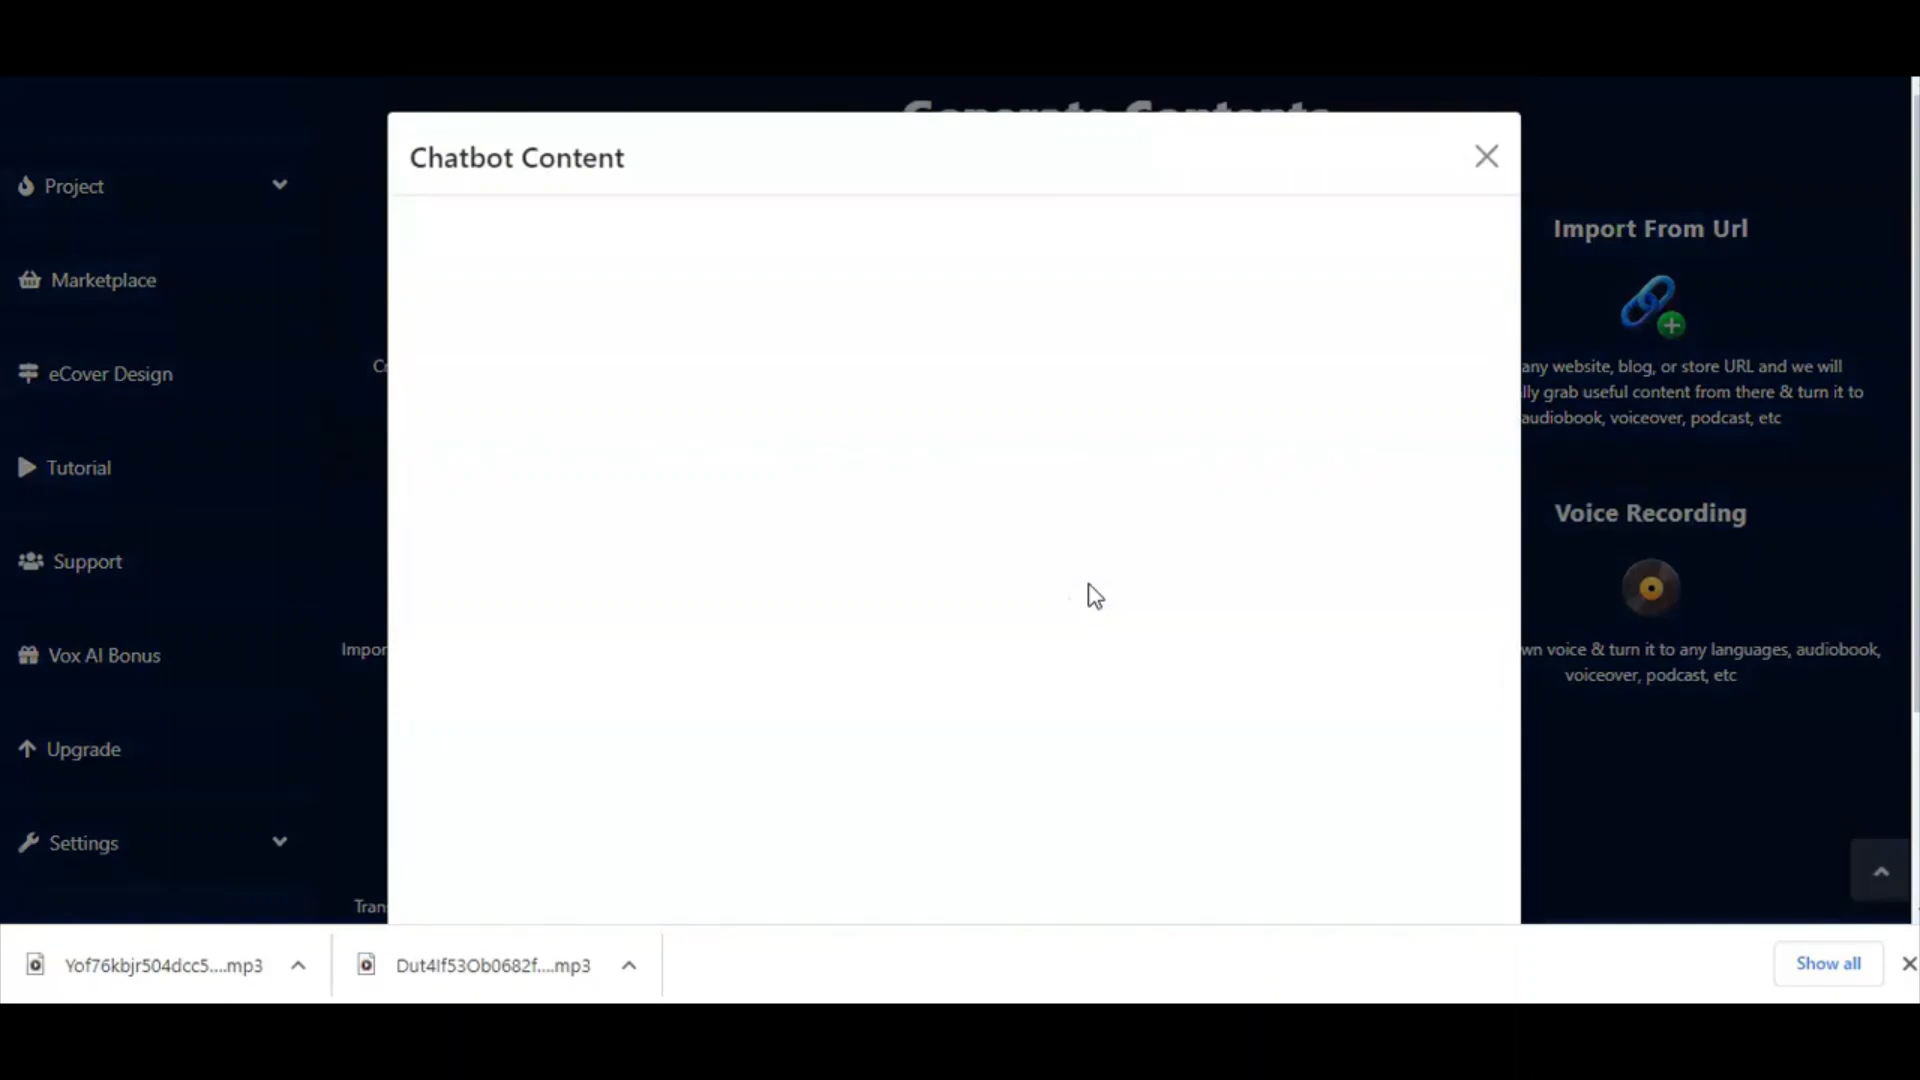 Generate Contents
Chatbot Content
Project
Marketplace
eCover Design
Tutorial
Support
Vox AI Bonus
Upgrade
Settings
Import From Url
any website, blog, or store URL and we will
lly grab useful content from there & turn it to
audiobook, voiceover, podcast, etc
Voice Recording
wn voice & turn it to any languages, audiobook,
voiceover, podcast, etc
Impor
Tran
Yof76kbjr504dcc5....mp3
Dut4If53Ob0682f....mp3
Show all